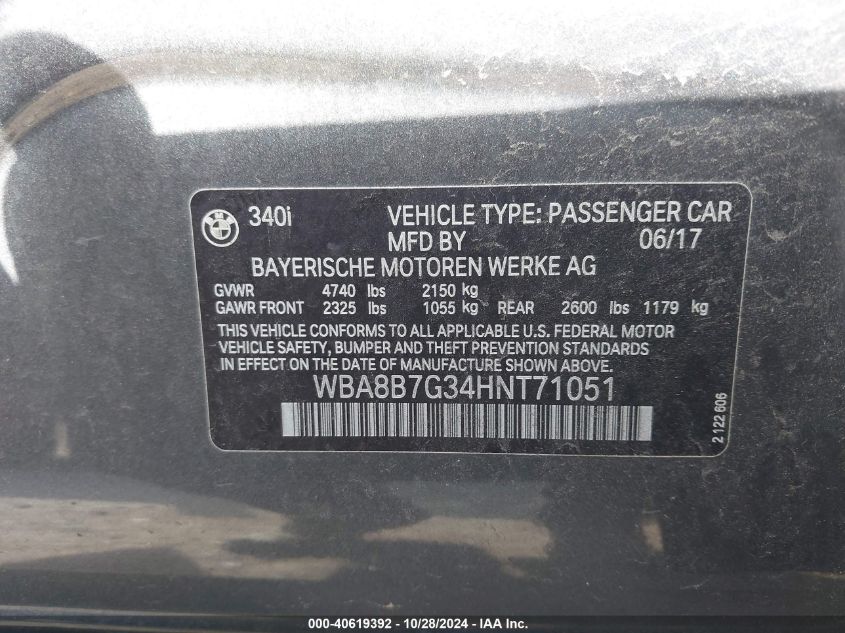 340i VEHICLE TYPE: PASSENGER CAR
MFD BY 06/17
BAYERISCHE MOTOREN WERKE AG
GVWR 4740 lbs 2150 kg
GAWR FRONT 2325 lbs 1055 kg REAR 2600 lbs 1179 kg
THIS VEHICLE CONFORMS TO ALL APPLICABLE U.S. FEDERAL MOTOR
VEHICLE SAFETY, BUMPER AND THEFT PREVENTION STANDARDS IN
EFFECT ON THE DATE OF MANUFACTURE SHOWN ABOVE.
WBA8B7G34HNT71051
2 122 606
000-40619392 - 10/28/2024 - IAA Inc.